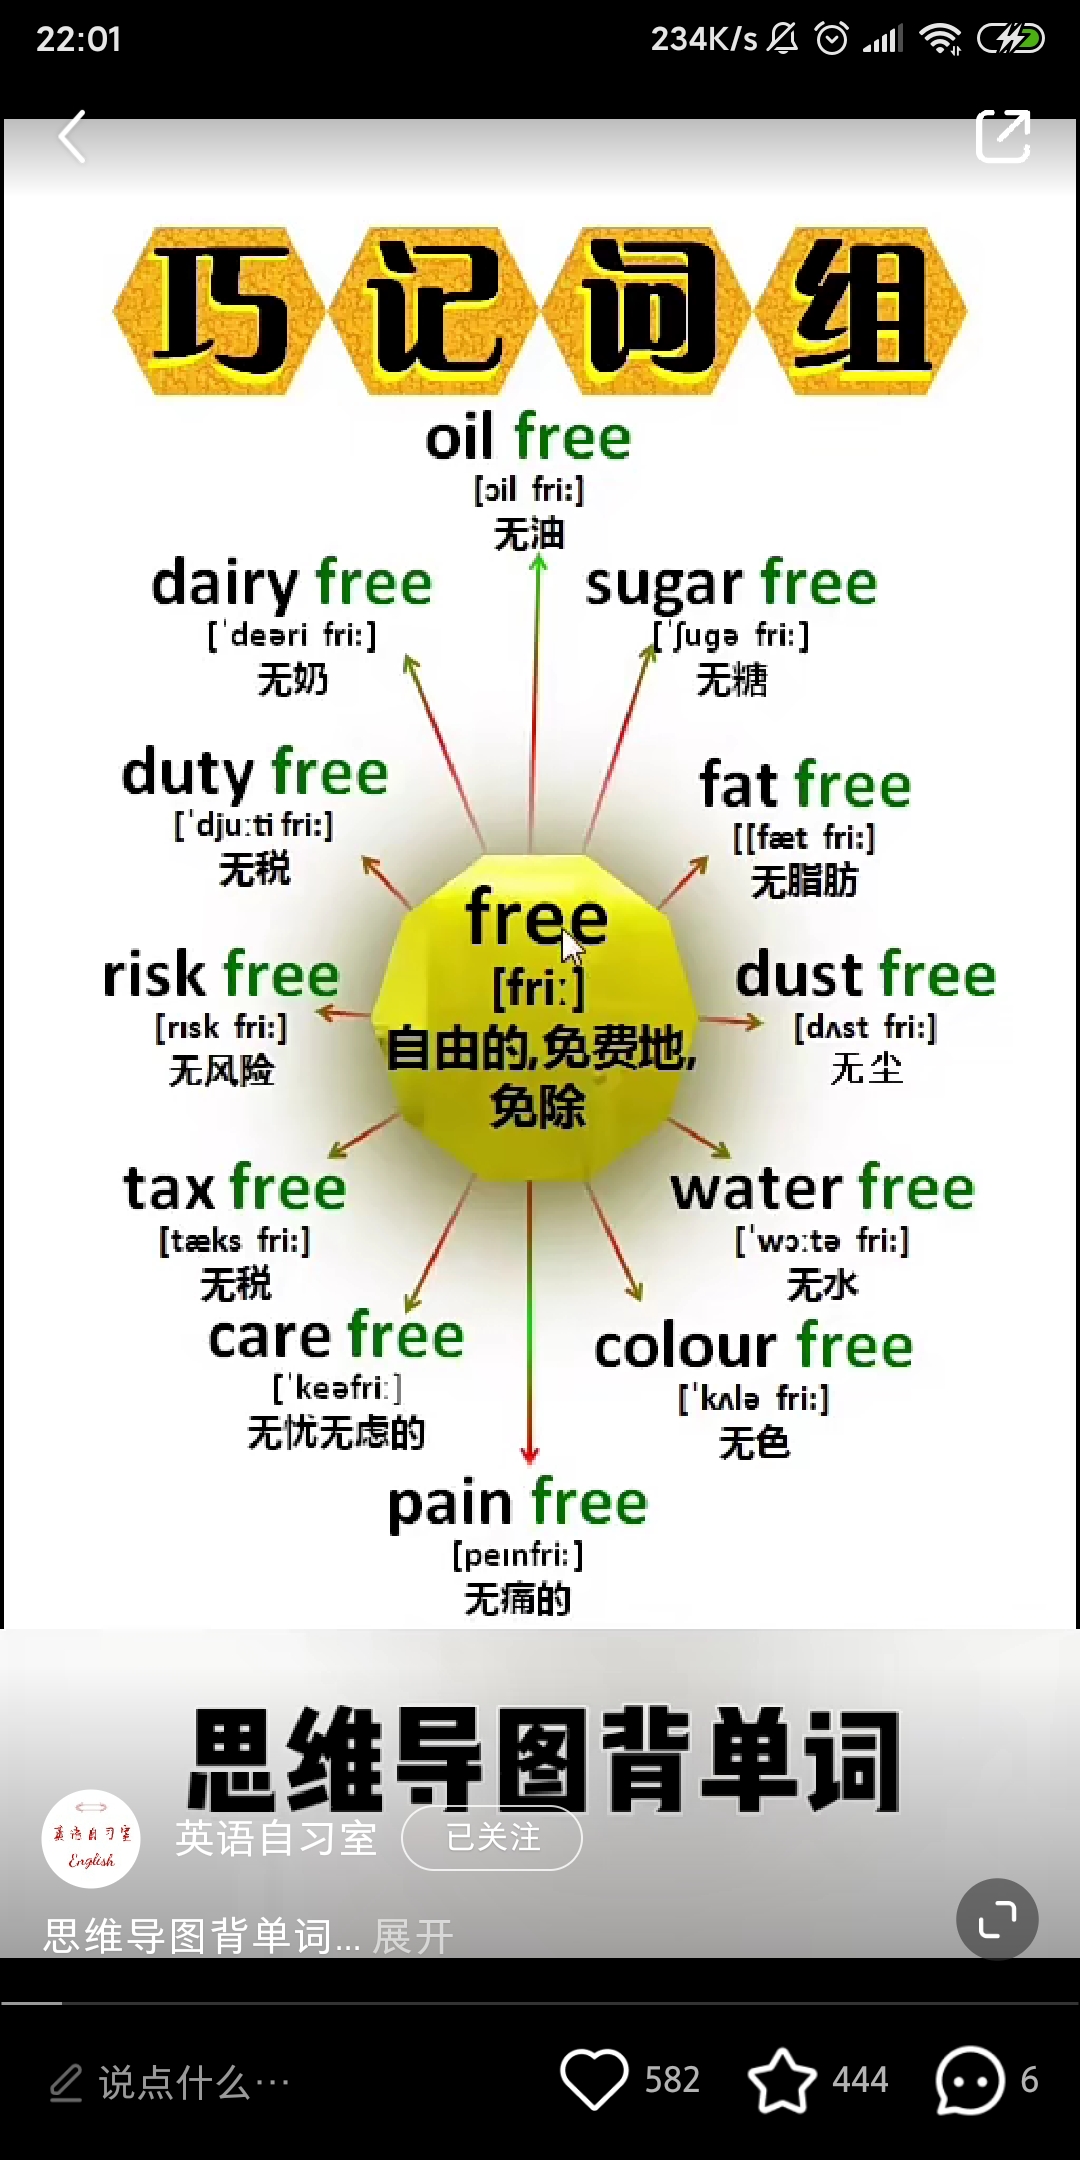 22:01
234K/s
巧记词组
oil free
[ɔil fri:]
无油
dairy free
[ˈdeəri fri:]
无奶
sugar free
[ˈʃugə fri:]
无糖
duty free
[ˈdju:ti fri:]
无税
fat free
[[fæt fri:]
无脂肪
free
[fri:]
自由的,免费地,
免除
risk free
[rɪsk fri:]
无风险
dust free
[dʌst fri:]
无尘
tax free
[tæks fri:]
无税
water free
[ˈwɔ:tə fri:]
无水
care free
[ˈkeəfri:]
无忧无虑的
colour free
[ˈkʌlə fri:]
无色
pain free
[peɪnfri:]
无痛的
思维导图背单词
英语自习室
English
英语自习室
已关注
思维导图背单词... 展开
说点什么…
582
444
6